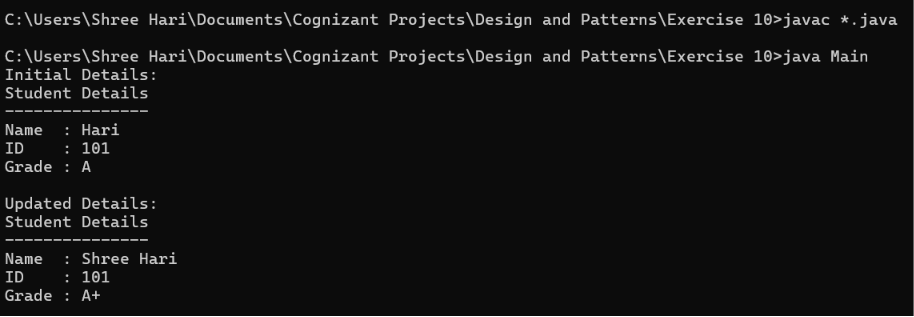 C:\Users\Shree Hari\Documents\Cognizant Projects\Design and Patterns\Exercise 10>javac *.java
C:\Users\Shree Hari\Documents\Cognizant Projects\Design and Patterns\Exercise 10>java Main
Initial Details:
Student Details
---------------
Name  : Hari
ID    : 101
Grade : A
Updated Details:
Student Details
---------------
Name  : Shree Hari
ID    : 101
Grade : A+